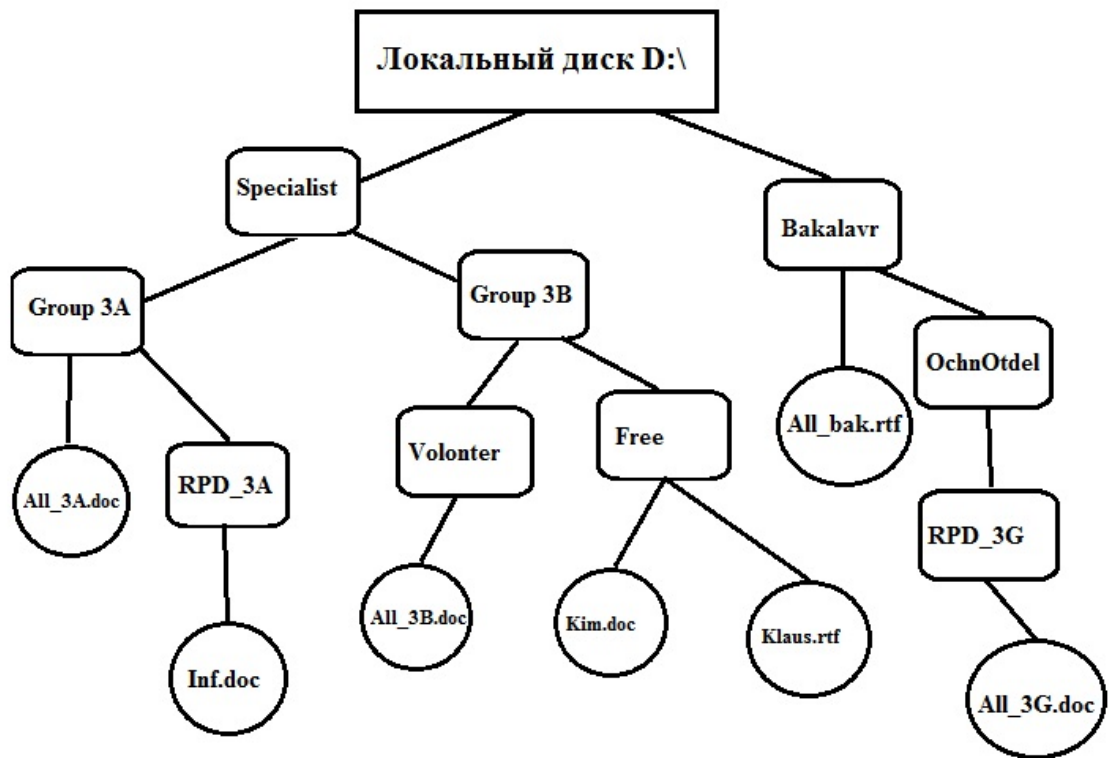 Локальный диск D:\
Specialist
Bakalavr
Group 3A
Group 3B
OchnOtdel
All_bak.rtf
Volonter
Free
All_3A.doc
RPD_3A
RPD_3G
All_3B.doc
Kim.doc
Klaus.rtf
Inf.doc
All_3G.doc